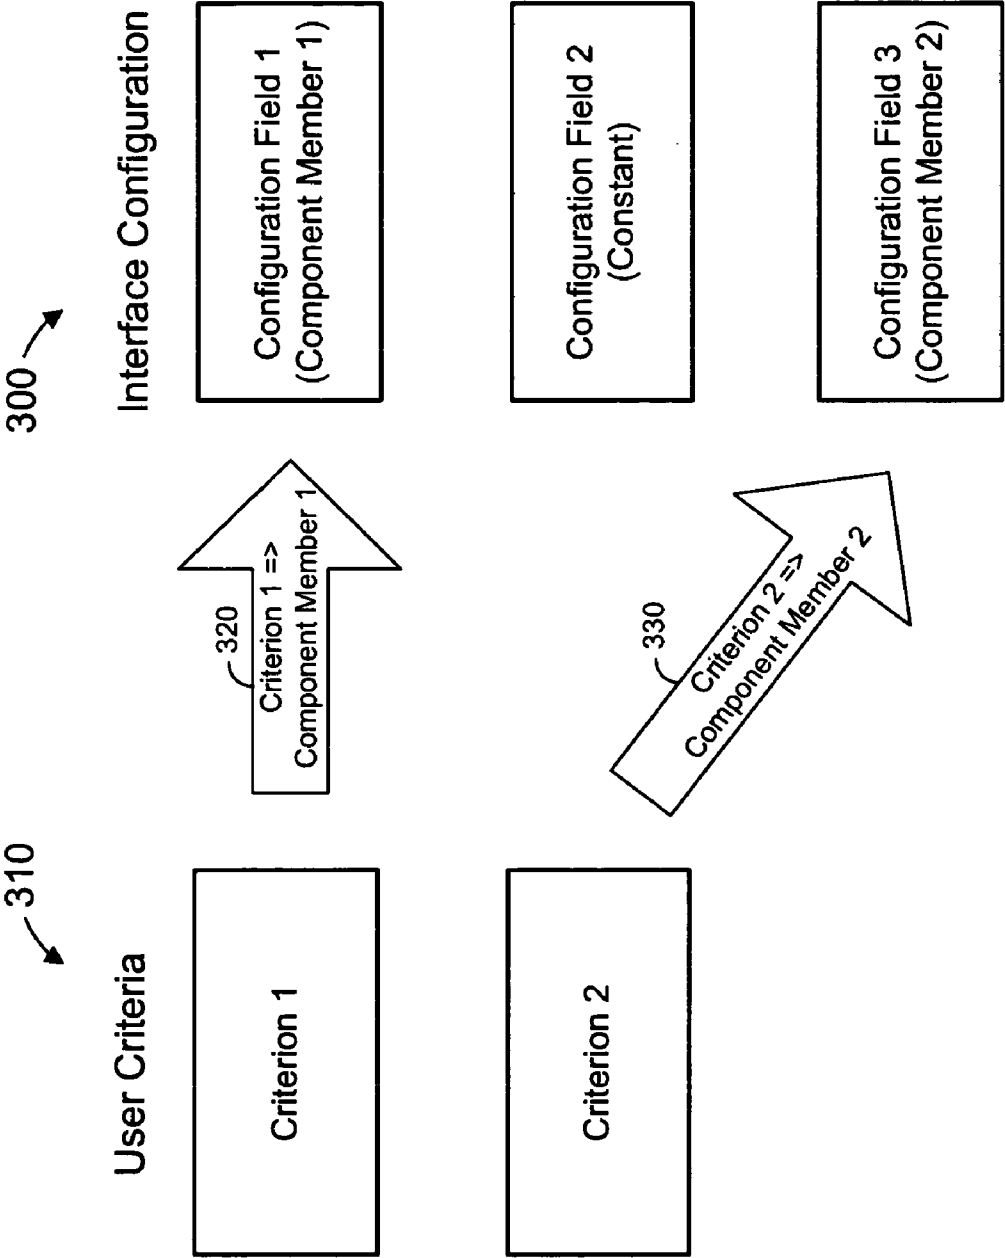 310
300
User Criteria
Interface Configuration
Criterion 1
320
Criterion 1 =>
Component Member 1
Configuration Field 1
(Component Member 1)
Criterion 2
330
Criterion 2 =>
Component Member 2
Configuration Field 2
(Constant)
Configuration Field 3
(Component Member 2)